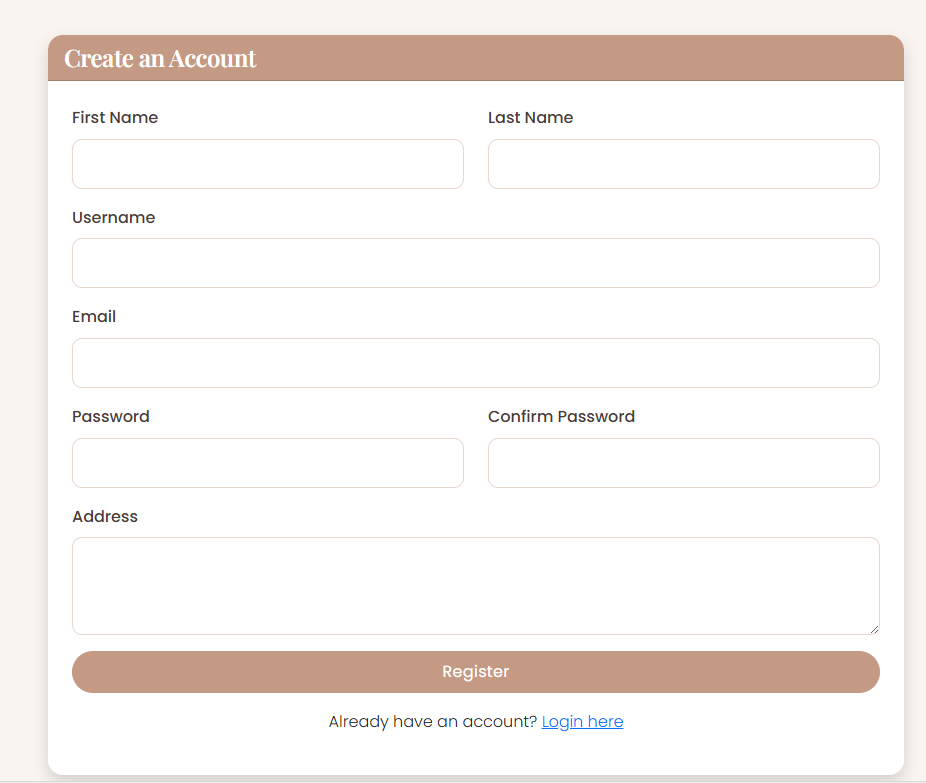 Create an Account
First Name Last Name
Username
Email
Password Confirm Password
Address
Register
Already have an account? Login here